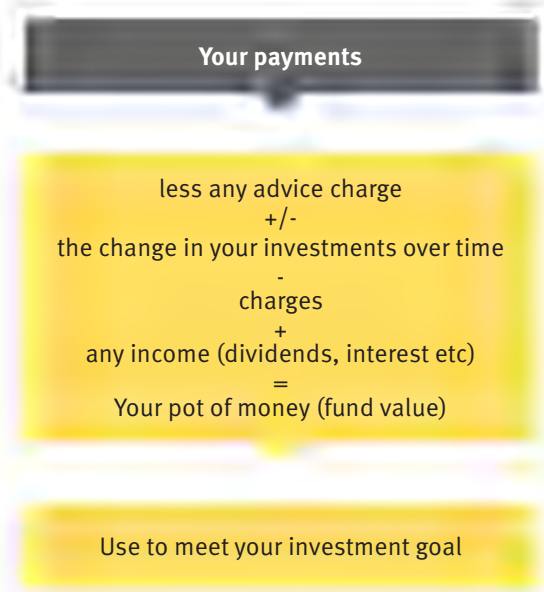 Your payments
less any advice charge
+/-
the change in your investments over time
-
charges
+
any income (dividends, interest etc)
=
Your pot of money (fund value)
Use to meet your investment goal